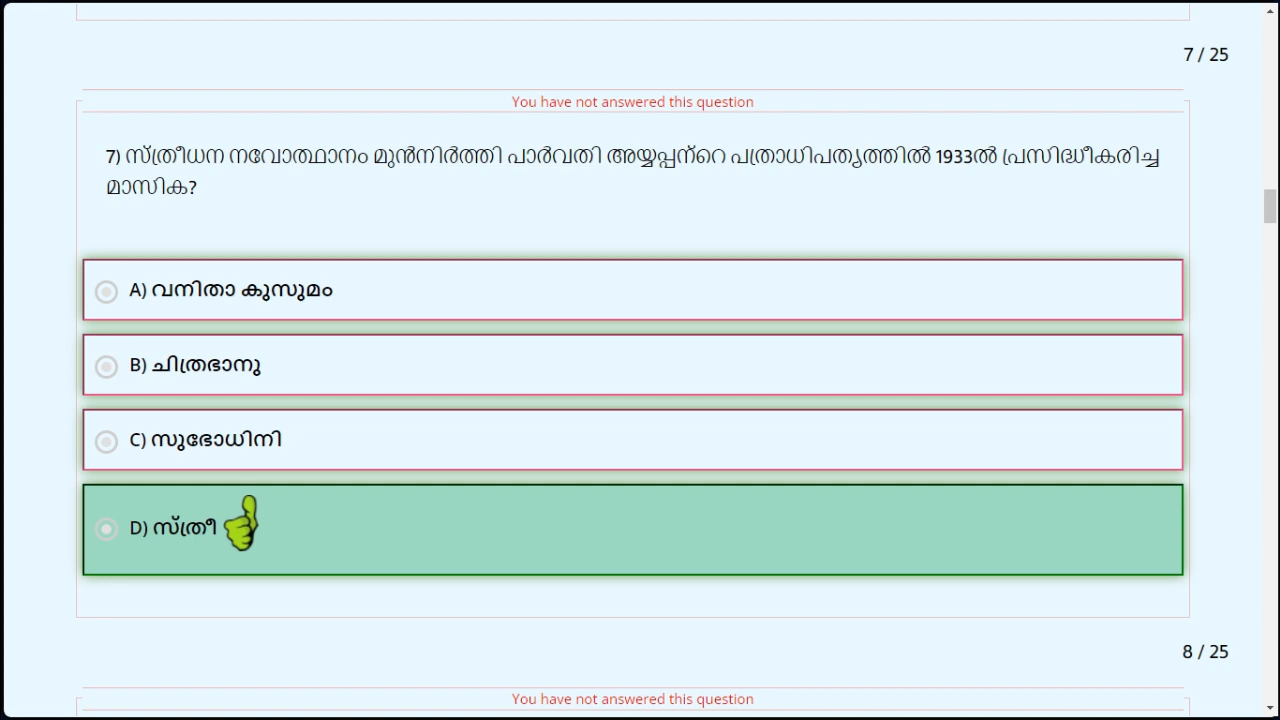 7 / 25
You have not answered this question
7) സ്ത്രീധന നവോത്ഥാനം മുൻനിർത്തി പാർവതി അയ്യപ്പന്റെ പത്രാധിപത്യത്തിൽ 1933ൽ പ്രസിദ്ധീകരിച്ച
മാസിക?
A) വനിതാ കുസുമം
B) ചിത്രഭാനു
C) സുഭോധിനി
D) സ്ത്രീ
8 / 25
You have not answered this question